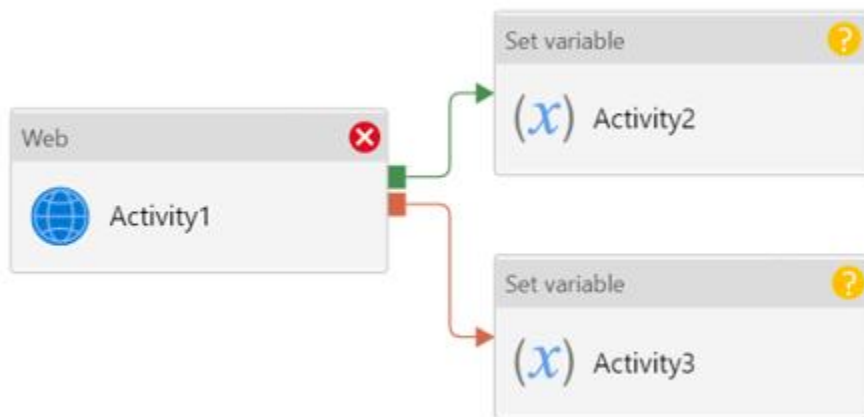 Web
Activity1
Set variable
?
(x) Activity2
Set variable
?
(x) Activity3